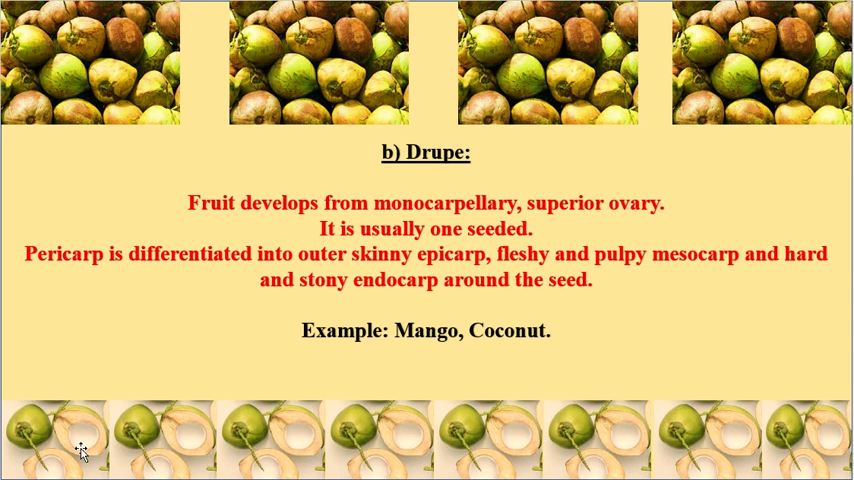 b) Drupe:
Fruit develops from monocarpellary, superior ovary.
It is usually one seeded.
Pericarp is differentiated into outer skinny epicarp, fleshy and pulpy mesocarp and hard
and stony endocarp around the seed.
Example: Mango, Coconut.